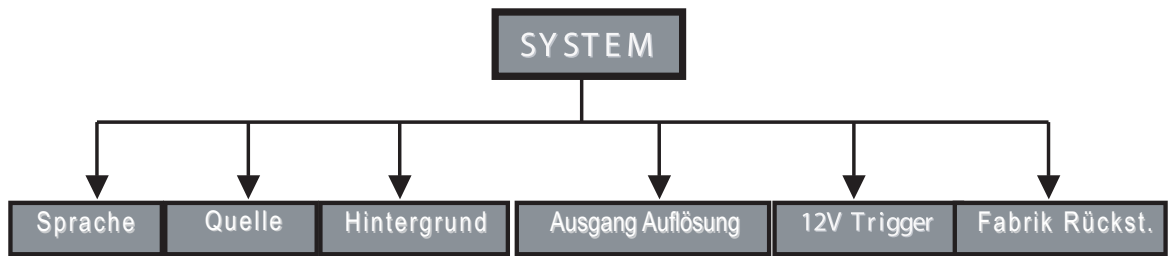 SYSTEM
Sprache Quelle Hintergrund Ausgang Auflösung 12V Trigger Fabrik Rückst.